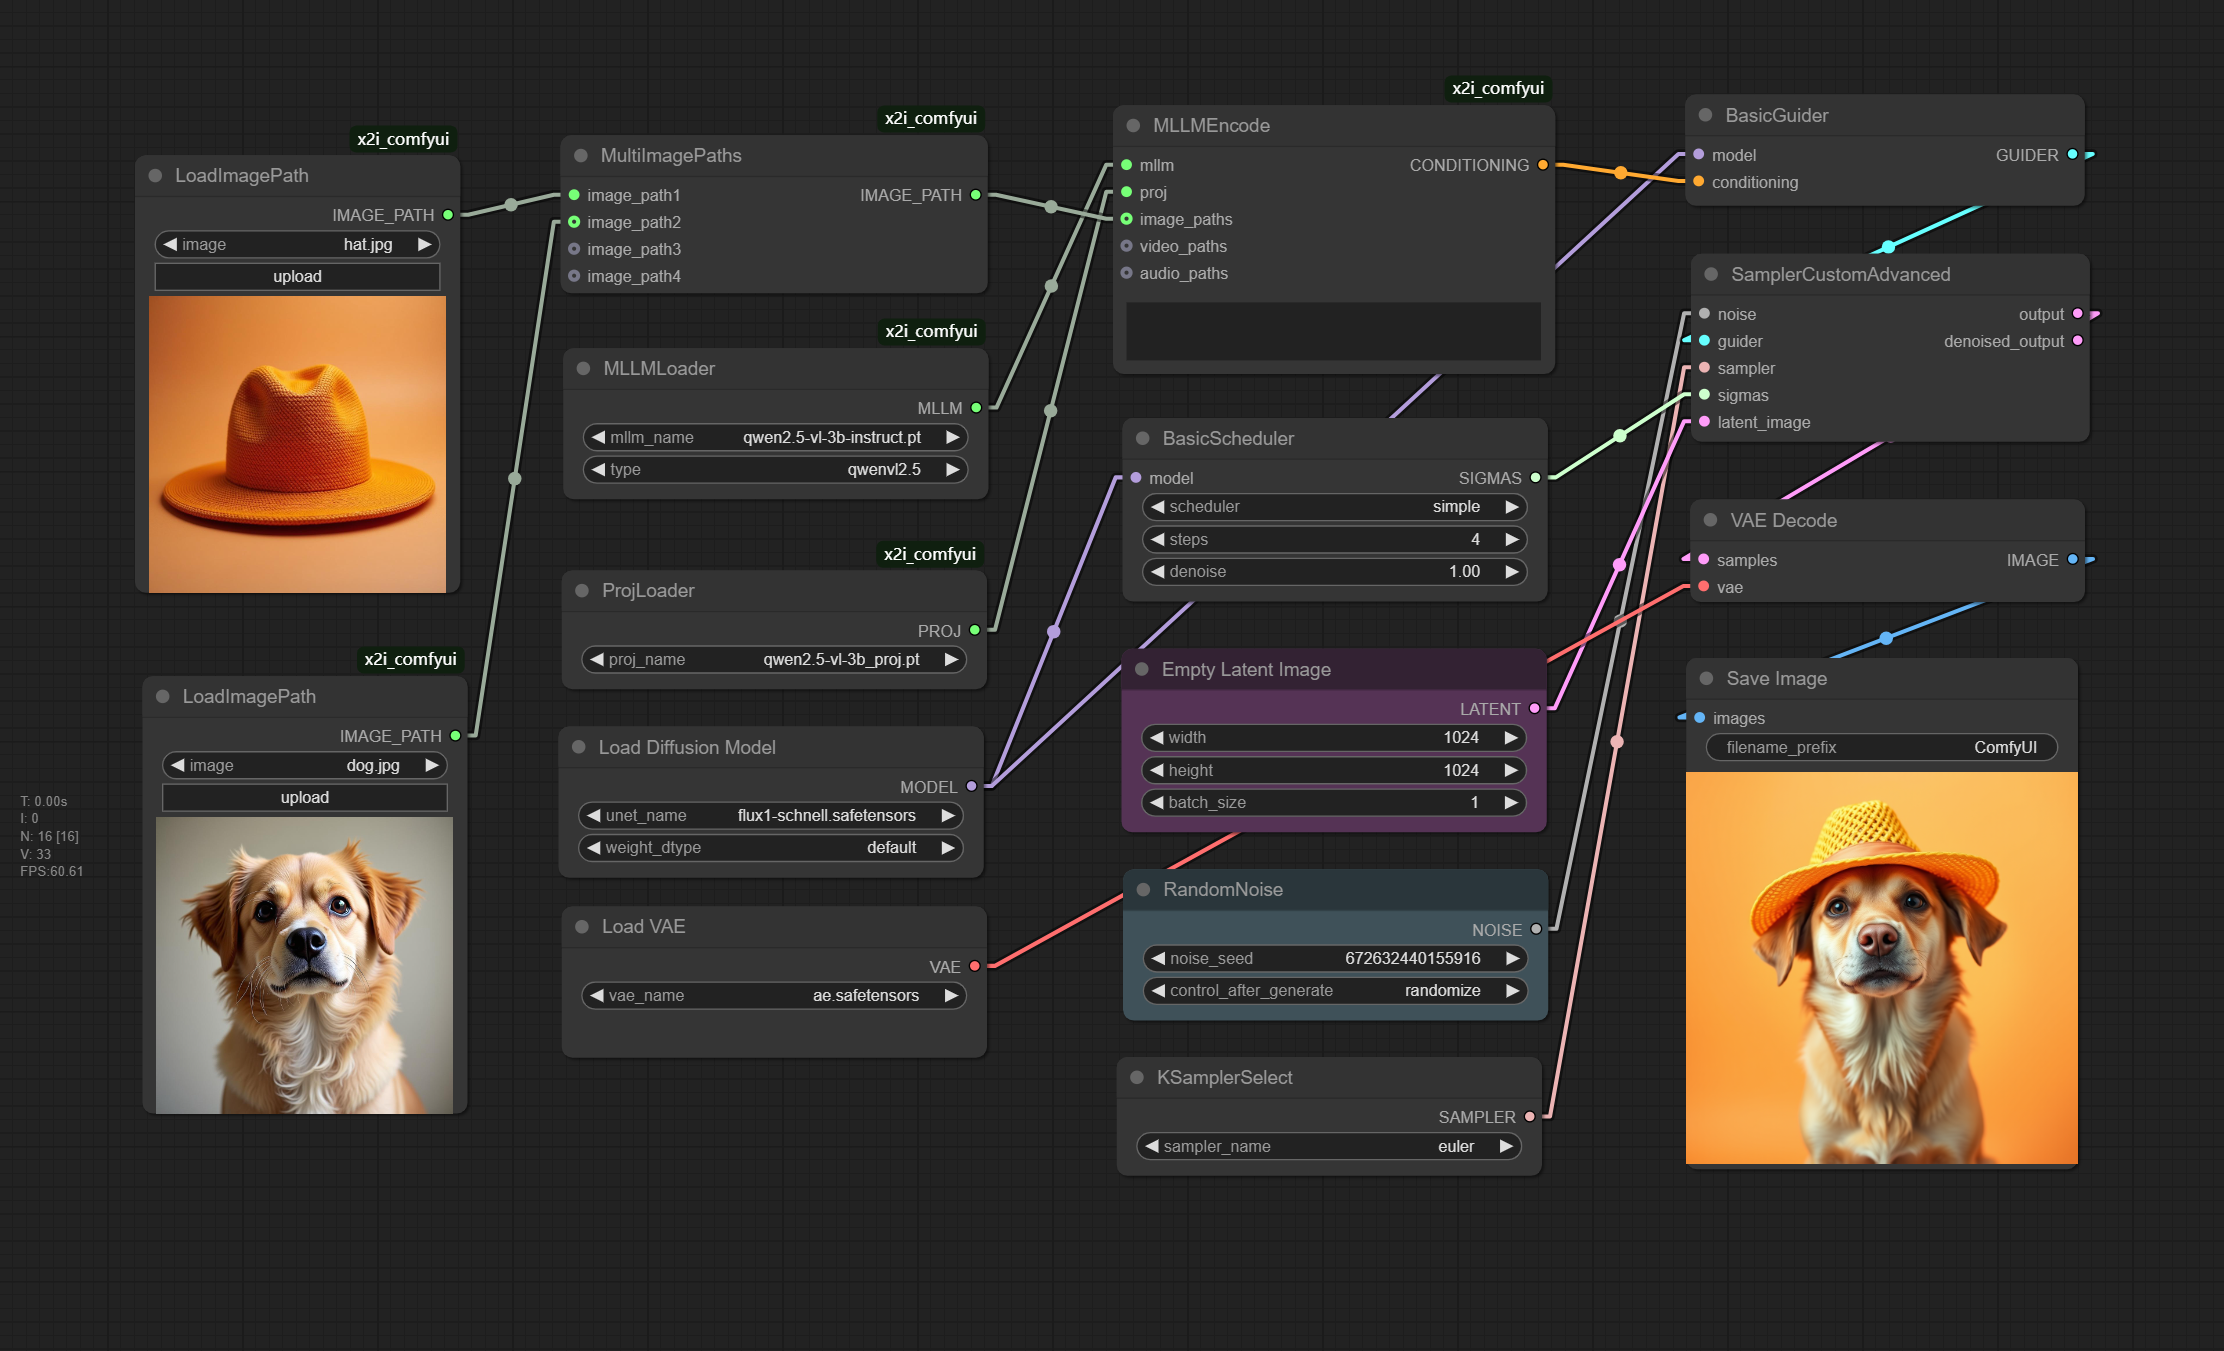 x2i_comfyui
LoadImagePath
IMAGE_PATH
image hat.jpg
upload
x2i_comfyui
LoadImagePath
IMAGE_PATH
image dog.jpg
upload
T: 0.00s
I: 0
N: 16 [16]
V: 33
FPS:60.61
x2i_comfyui
MultiImagePaths
image_path1 IMAGE_PATH
image_path2
image_path3
image_path4
x2i_comfyui
MLLMLoader
MLLM
mllm_name qwen2.5-vl-3b-instruct.pt
type qwenvl2.5
x2i_comfyui
ProjLoader
PROJ
proj_name qwen2.5-vl-3b_proj.pt
Load Diffusion Model
MODEL
unet_name flux1-schnell.safetensors
weight_dtype default
Load VAE
VAE
vae_name ae.safetensors
x2i_comfyui
MLLMEncode
mllm CONDITIONING
proj
image_paths
video_paths
audio_paths
BasicScheduler
model SIGMAS
scheduler simple
steps 4
denoise 1.00
Empty Latent Image
LATENT
width 1024
height 1024
batch_size 1
RandomNoise
NOISE
noise_seed 672632440155916
control_after_generate randomize
KSamplerSelect
SAMPLER
sampler_name euler
BasicGuider
model GUIDER
conditioning
SamplerCustomAdvanced
noise output
guider denoised_output
sampler
sigmas
latent_image
VAE Decode
samples IMAGE
vae
Save Image
images
filename_prefix ComfyUI